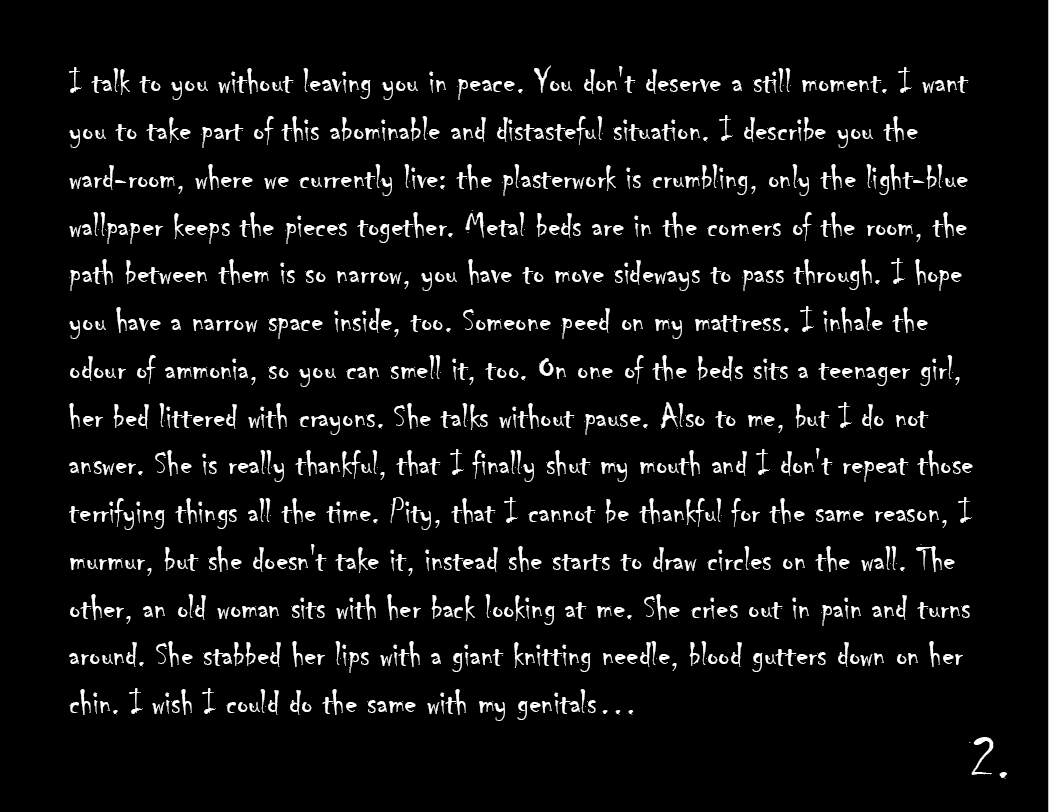 I talk to you without leaving you in peace. You don't deserve a still moment. I want
you to take part of this abominable and distasteful situation. I describe you the
ward-room, where we currently live: the plasterwork is crumbling, only the light-blue
wallpaper keeps the pieces together. Metal beds are in the corners of the room, the
path between them is so narrow, you have to move sideways to pass through. I hope
you have a narrow space inside, too. Someone peed on my mattress. I inhale the
odour of ammonia, so you can smell it, too. On one of the beds sits a teenager girl,
her bed littered with crayons. She talks without pause. Also to me, but I do not
answer. She is really thankful, that I finally shut my mouth and I don't repeat those
terrifying things all the time. Pity, that I cannot be thankful for the same reason, I
murmur, but she doesn't take it, instead she starts to draw circles on the wall. The
other, an old woman sits with her back looking at me. She cries out in pain and turns
around. She stabbed her lips with a giant knitting needle, blood gutters down on her
chin. I wish I could do the same with my genitals...
2.